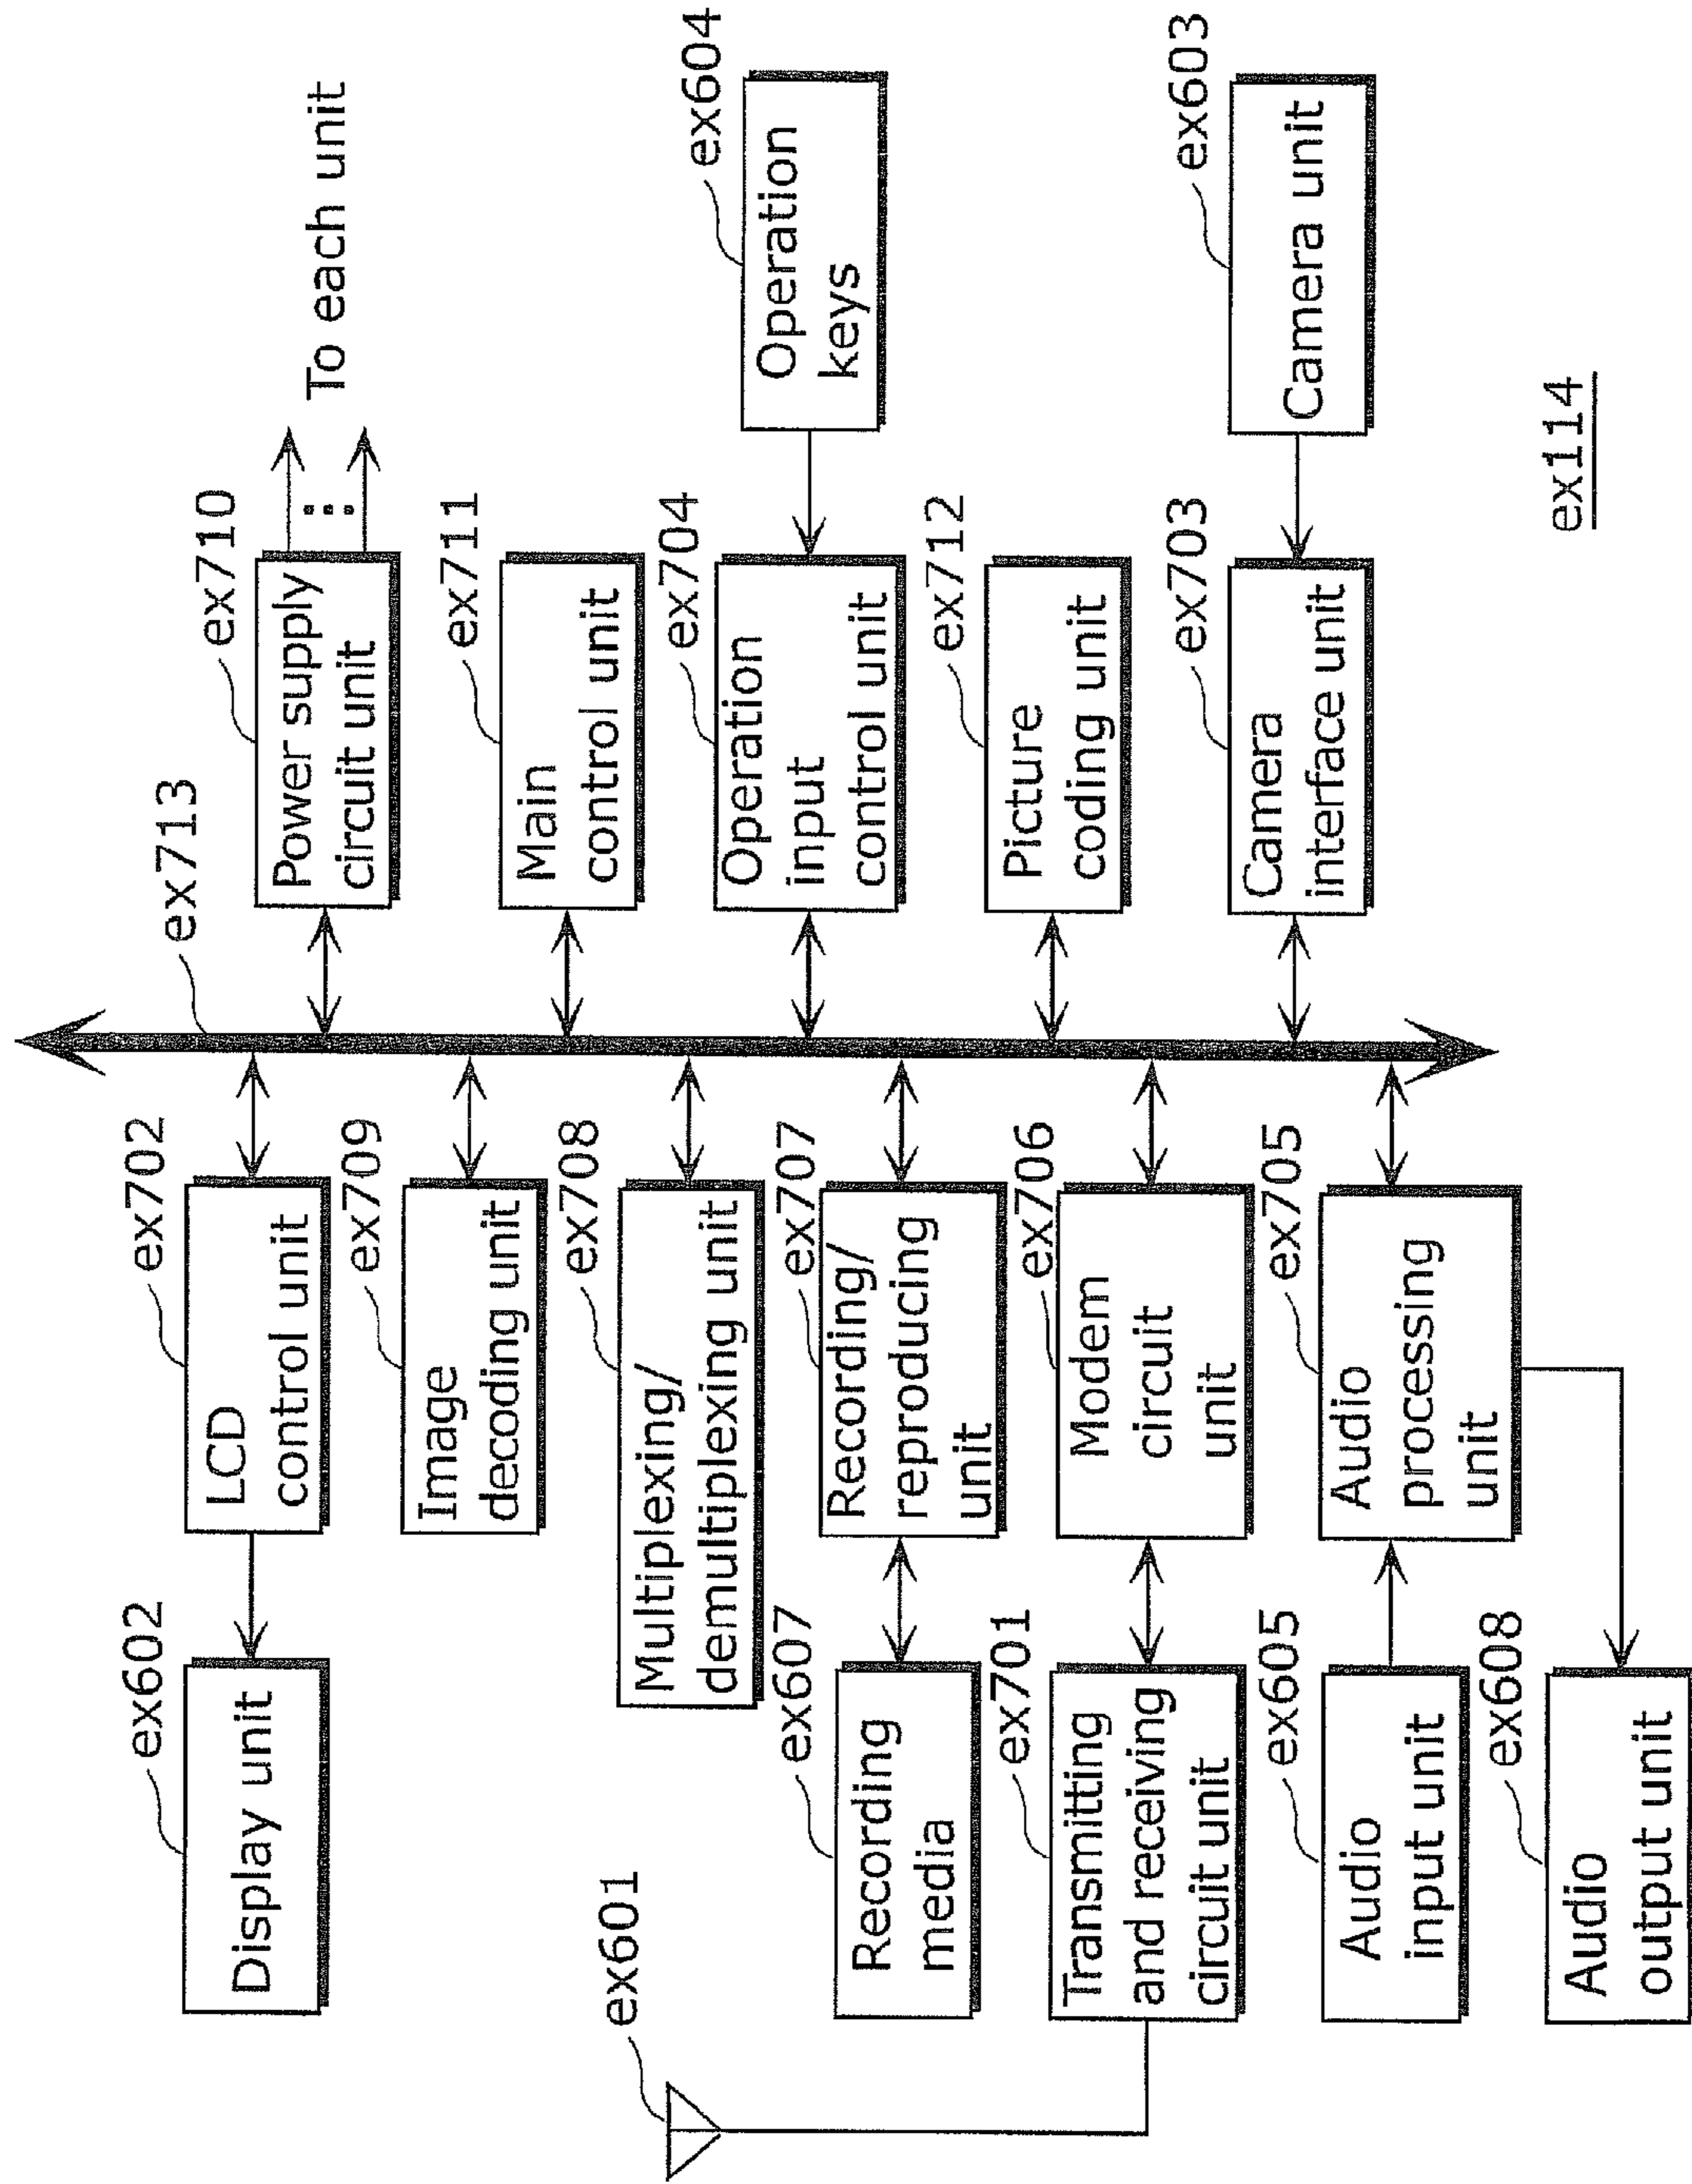 ex601
ex602
Display unit
ex702
LCD
control unit
ex709
Image
decoding unit
ex708
Multiplexing/
demultiplexing unit
ex607
Recording
media
ex707
Recording/
reproducing
unit
ex701
Transmitting
and receiving
circuit unit
ex706
Modem
circuit
unit
ex605
Audio
input unit
ex705
Audio
processing
unit
ex608
Audio
output unit
ex713
ex710
Power supply
circuit unit
To each unit
ex711
Main
control unit
ex704
Operation
input
control unit
ex604
Operation
keys
ex712
Picture
coding unit
ex703
Camera
interface unit
ex603
Camera unit
ex114